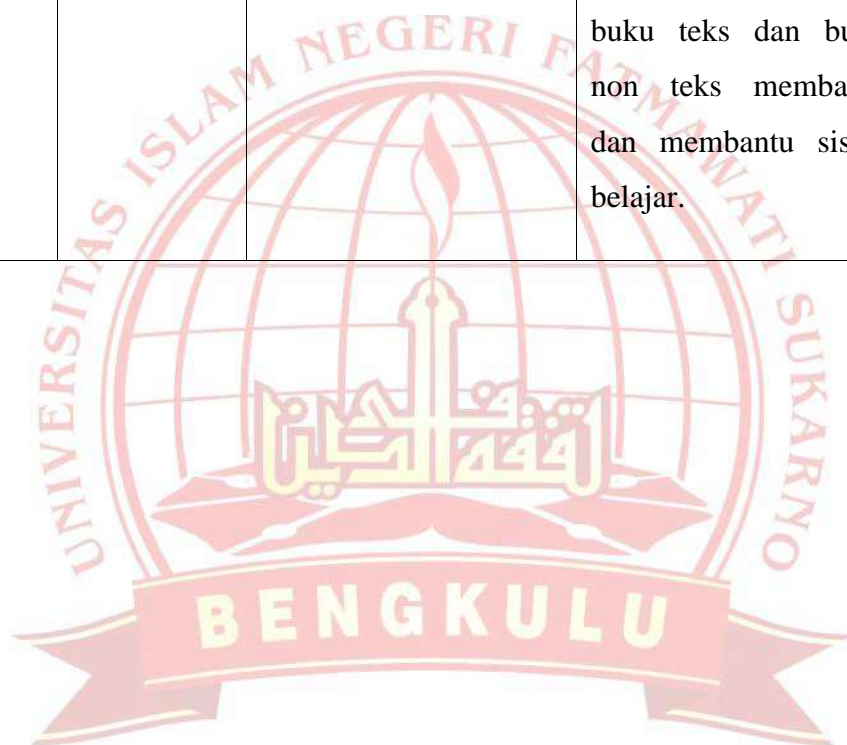 buku teks dan bu
non teks memba
dan membantu sis
belajar.
UNIVERSITAS ISLAM NEGERI FATMAWATI SUKARNO
BENGKULU